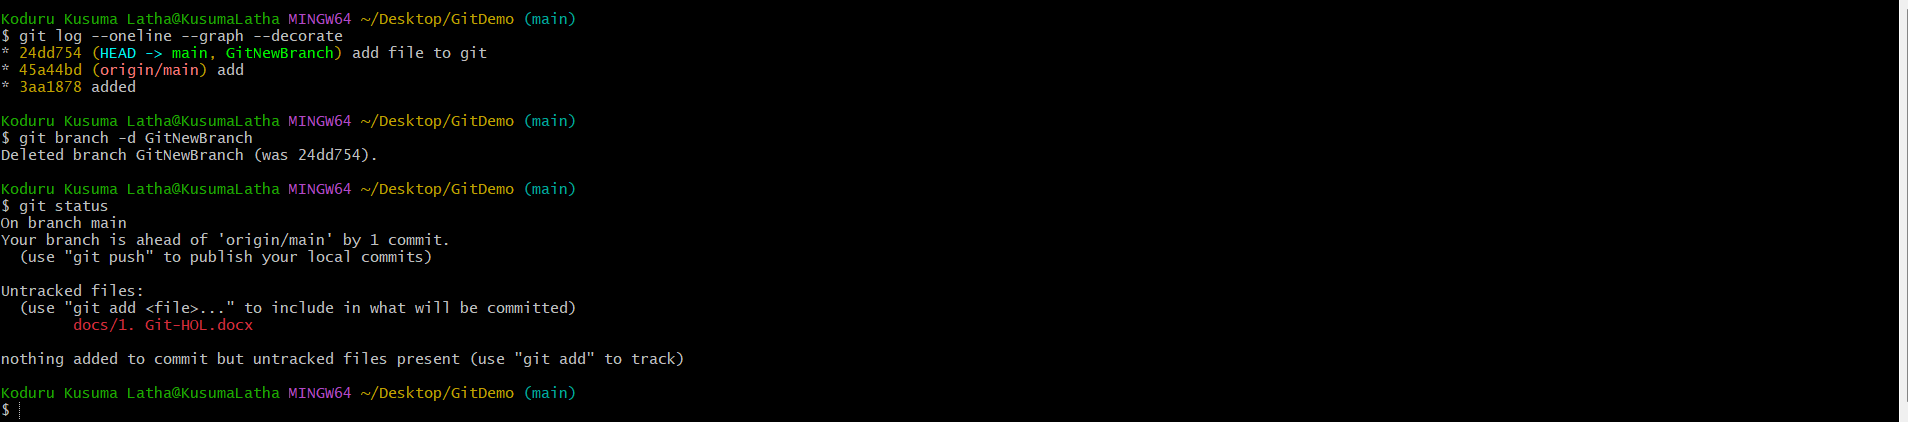 Koduru Kusuma Latha@KusumaLatha MINGW64 ~/Desktop/GitDemo (main)
$ git log --oneline --graph --decorate
* 24dd754 (HEAD -> main, GitNewBranch) add file to git
* 45a44bd (origin/main) add
* 3aa1878 added

Koduru Kusuma Latha@KusumaLatha MINGW64 ~/Desktop/GitDemo (main)
$ git branch -d GitNewBranch
Deleted branch GitNewBranch (was 24dd754).

Koduru Kusuma Latha@KusumaLatha MINGW64 ~/Desktop/GitDemo (main)
$ git status
On branch main
Your branch is ahead of 'origin/main' by 1 commit.
  (use "git push" to publish your local commits)

Untracked files:
  (use "git add <file>..." to include in what will be committed)
        docs/1. Git-HOL.docx

nothing added to commit but untracked files present (use "git add" to track)

Koduru Kusuma Latha@KusumaLatha MINGW64 ~/Desktop/GitDemo (main)
$